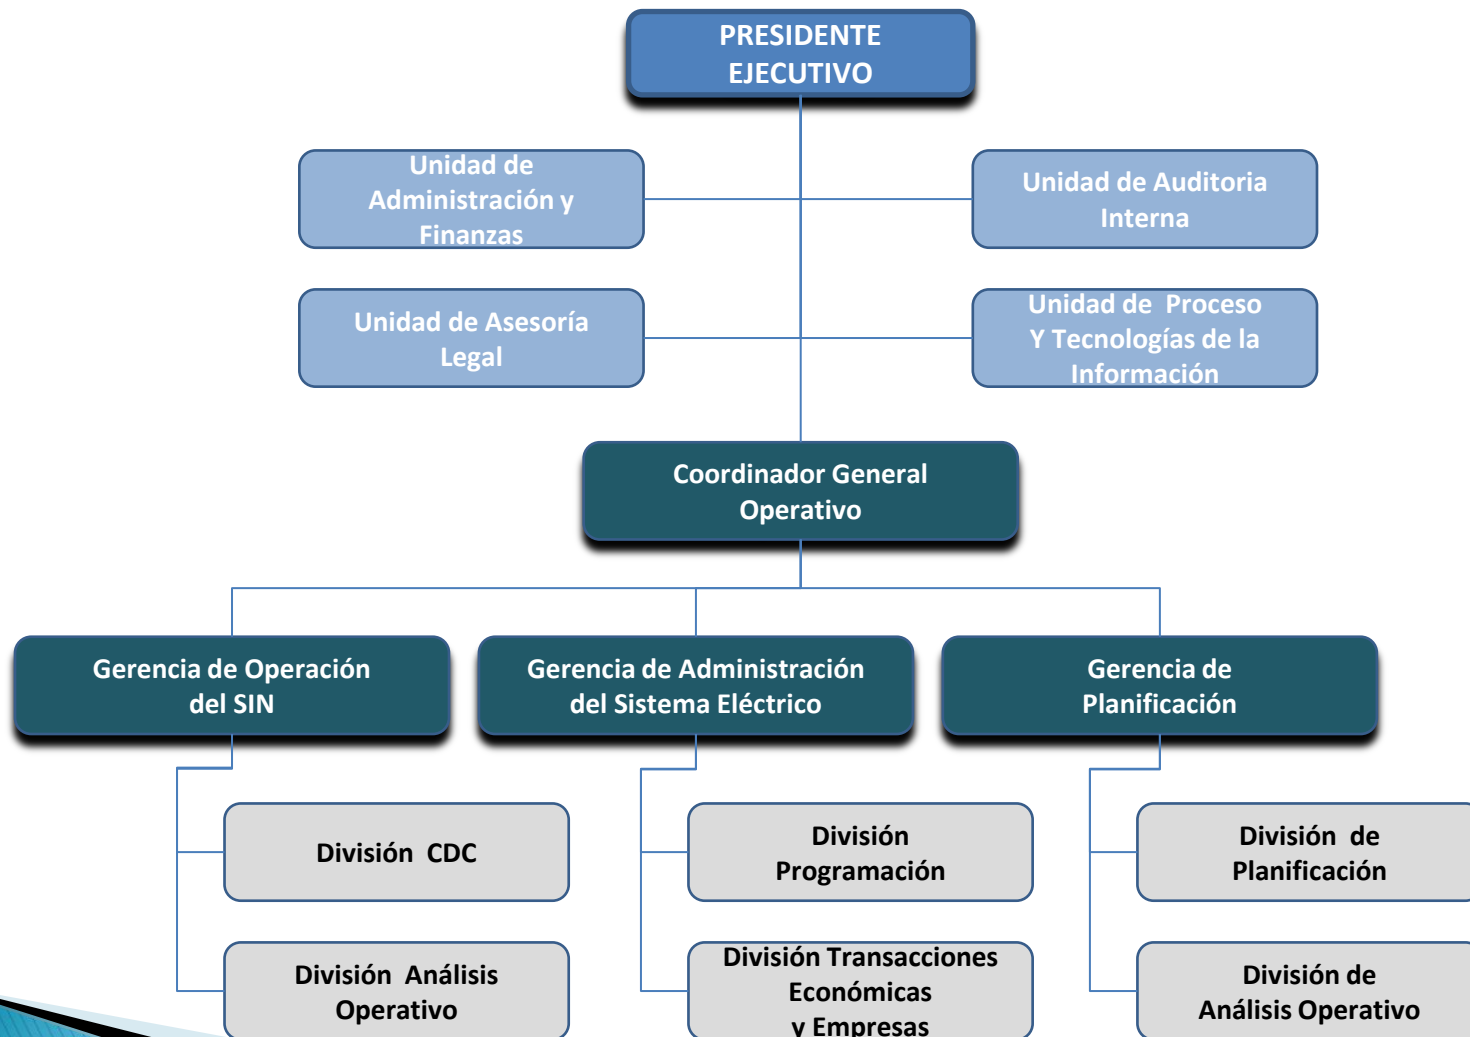 PRESIDENTE
EJECUTIVO
Unidad de
Administración y
Finanzas
Unidad de Auditoria
Interna
Unidad de Asesoría
Legal
Unidad de  Proceso
Y Tecnologías de la
Información
Coordinador General
Operativo
Gerencia de Operación
del SIN
Gerencia de Administración
del Sistema Eléctrico
Gerencia de
Planificación
División  CDC
División
Programación
División  de
Planificación
División  Análisis
Operativo
División Transacciones
Económicas
y Empresas
División de
Análisis Operativo